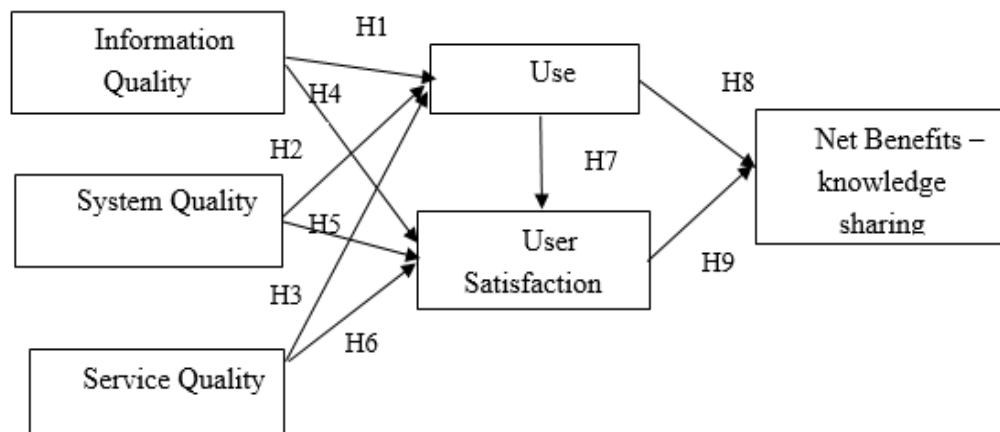 Information
Quality
H1
Use
H4
H8
H2
Net Benefits –
knowledge
sharing
H7
System Quality
H5
User
Satisfaction
H9
H3
H6
Service Quality